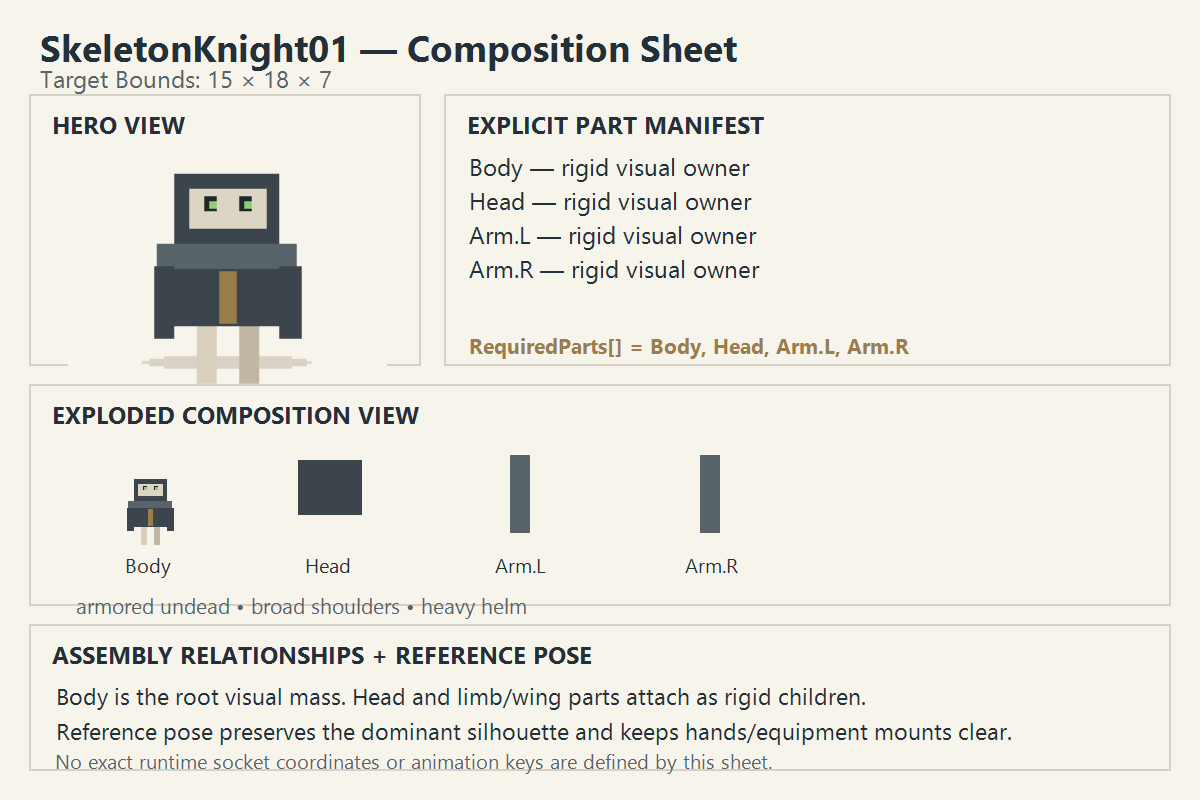 SkeletonKnight01 — Composition Sheet
Target Bounds: 15 × 18 × 7
HERO VIEW
EXPLICIT PART MANIFEST
Body — rigid visual owner
Head — rigid visual owner
Arm.L — rigid visual owner
Arm.R — rigid visual owner
RequiredParts[] = Body, Head, Arm.L, Arm.R
EXPLODED COMPOSITION VIEW
Body
Head
Arm.L
Arm.R
armored undead • broad shoulders • heavy helm
ASSEMBLY RELATIONSHIPS + REFERENCE POSE
Body is the root visual mass. Head and limb/wing parts attach as rigid children.
Reference pose preserves the dominant silhouette and keeps hands/equipment mounts clear.
No exact runtime socket coordinates or animation keys are defined by this sheet.